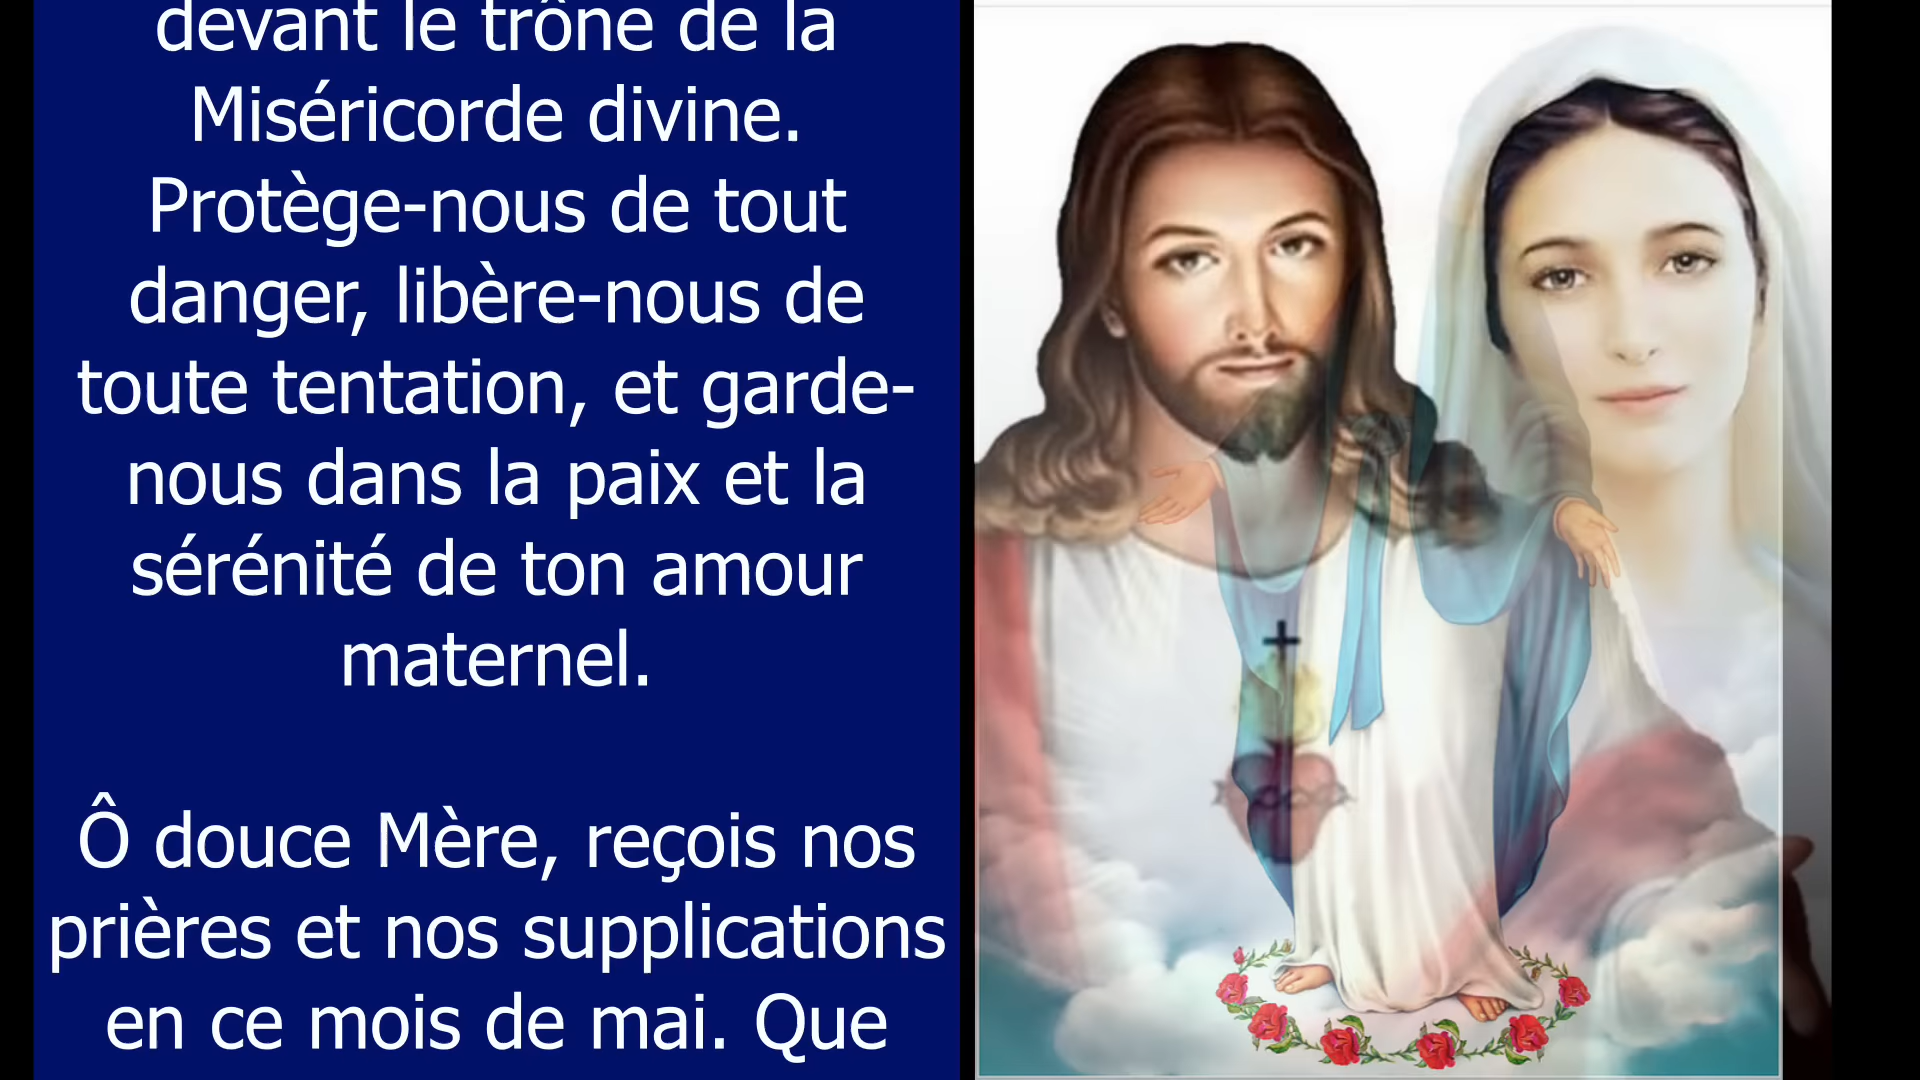 devant le trône de la
Miséricorde divine.
Protège-nous de tout
danger, libère-nous de
toute tentation, et garde-
nous dans la paix et la
sérénité de ton amour
maternel.
Ô douce Mère, reçois nos
prières et nos supplications
en ce mois de mai. Que